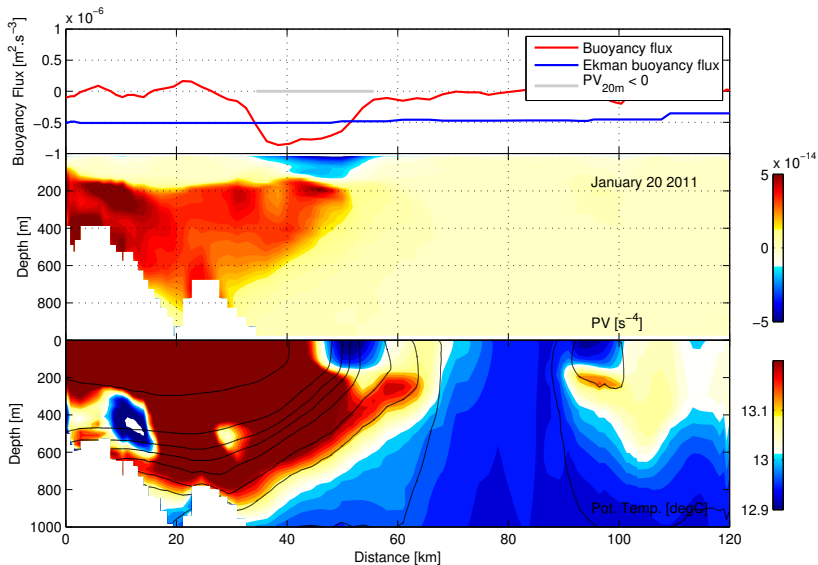 x 10⁻⁶
Buoyancy Flux [m².s⁻³]
1
0.5
0
−0.5
−1
Buoyancy flux
Ekman buoyancy flux
PV20m < 0
Depth [m]
200
400
600
800
January 20 2011
PV [s⁻⁴]
x 10⁻¹⁴
5
0
−5
Depth [m]
0
200
400
600
800
1000
Pot. Temp. [degC]
13.1
13
12.9
0 20 40 60 80 100 120
Distance [km]